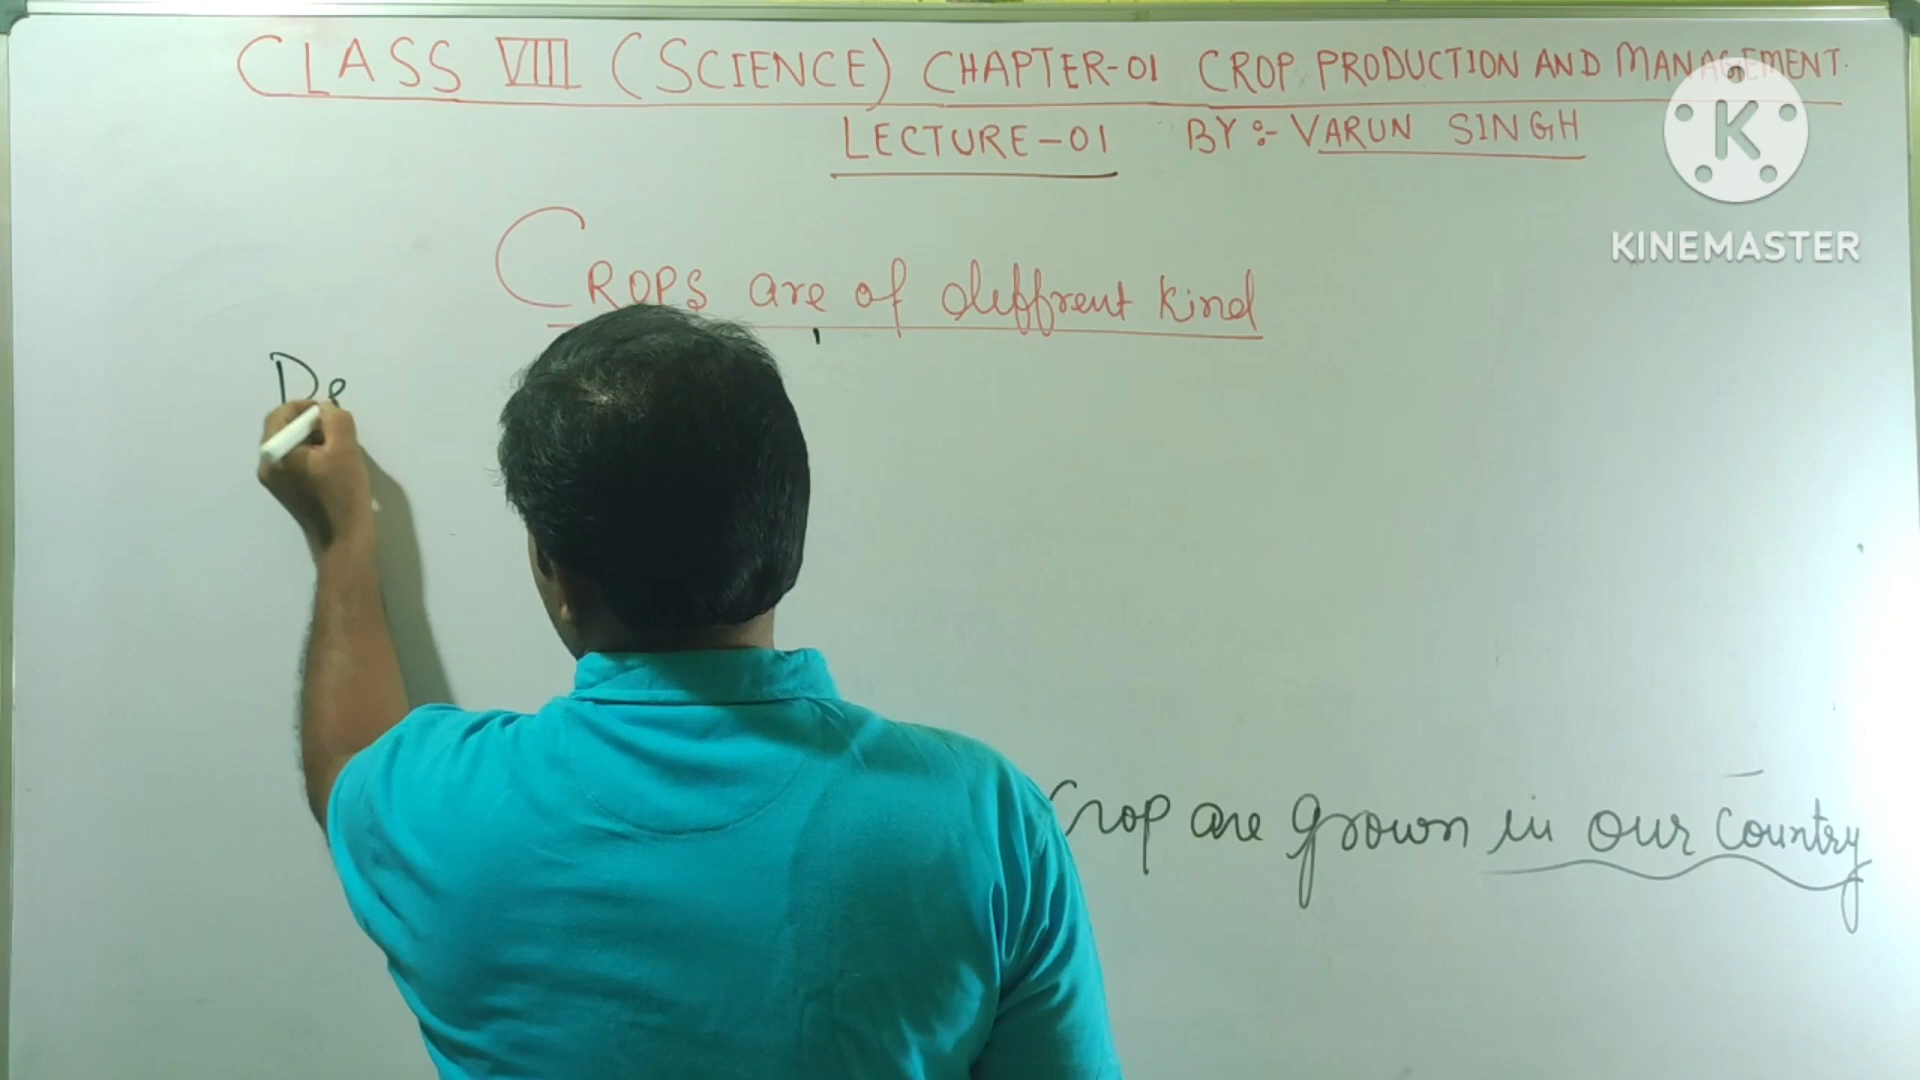 CLASS VIII (SCIENCE) CHAPTER-01 CROP PRODUCTION AND MANAGEMENT.
LECTURE-01 BY :- VARUN SINGH
K
KINEMASTER
CROPS are of diffrent kind
De
Crop are grown in our country